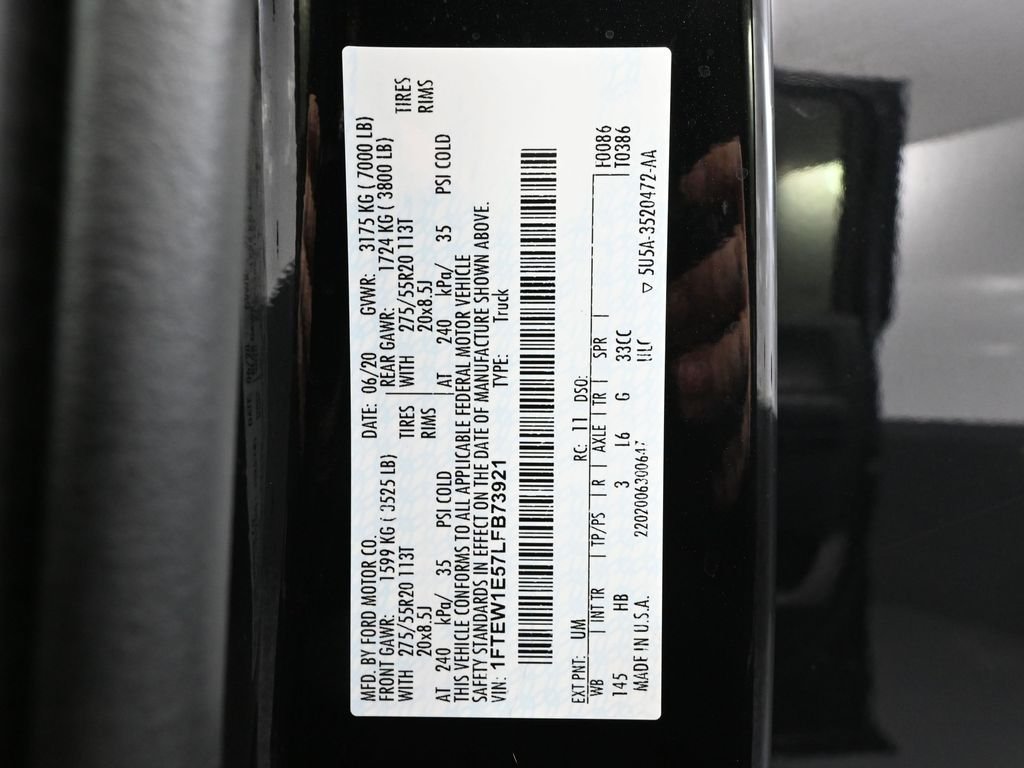 MFD. BY FORD MOTOR CO. DATE: 06/20 GVWR: 3175 KG ( 7000 LB)
FRONT GAWR: 1599 KG ( 3525 LB) REAR GAWR: 1724 KG ( 3800 LB)
WITH 275/55R20 113T TIRES WITH 275/55R20 113T TIRES
20x8.5J RIMS 20x8.5J RIMS
AT 240 kPa/ 35 PSI COLD AT 240 kPa/ 35 PSI COLD
THIS VEHICLE CONFORMS TO ALL APPLICABLE FEDERAL MOTOR VEHICLE
SAFETY STANDARDS IN EFFECT ON THE DATE OF MANUFACTURE SHOWN ABOVE.
VIN: 1FTEW1E57LFB73921 TYPE: Truck
EXT PNT: UM RC: 11 DSO: F0086
WB INT TR TP/PS R AXLE TR SPR T0386
145 HB 3 L6 G 33CC
MADE IN U.S.A. 22020063006417 ULC ▽ 5U5A-3520472-AA